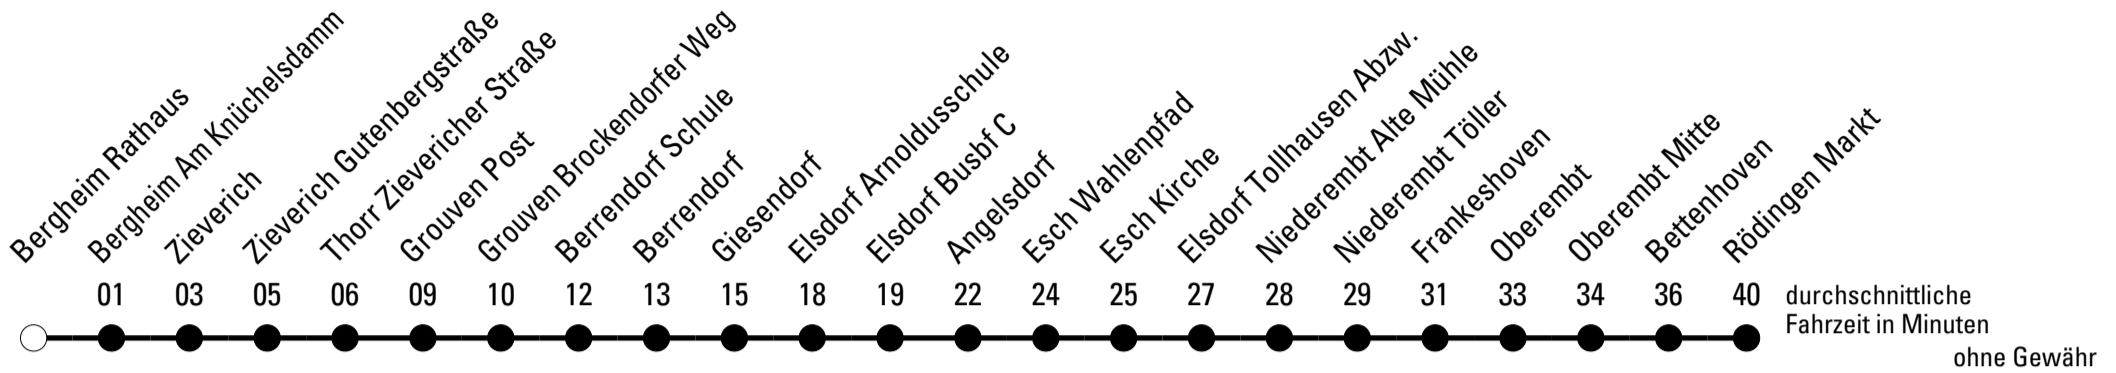 Bergheim Rathaus
Bergheim Am Knüchelsdamm
Zieverich
Zieverich Gutenbergstraße
Thorr Zievericher Straße
Grouven Post
Grouven Brockendorfer Weg
Berrendorf Schule
Berrendorf
Giesendorf
Elsdorf Arnoldusschule
Elsdorf Busbf C
Angelsdorf
Esch Wahlenpfad
Esch Kirche
Elsdorf Tollhausen Abzw.
Niederembt Alte Mühle
Niederembt Töller
Frankeshoven
Oberembt
Oberembt Mitte
Bettenhoven
Rödingen Markt
01 03 05 06 09 10 12 13 15 18 19 22 24 25 27 28 29 31 33 34 36 40 durchschnittliche
Fahrzeit in Minuten
ohne Gewähr